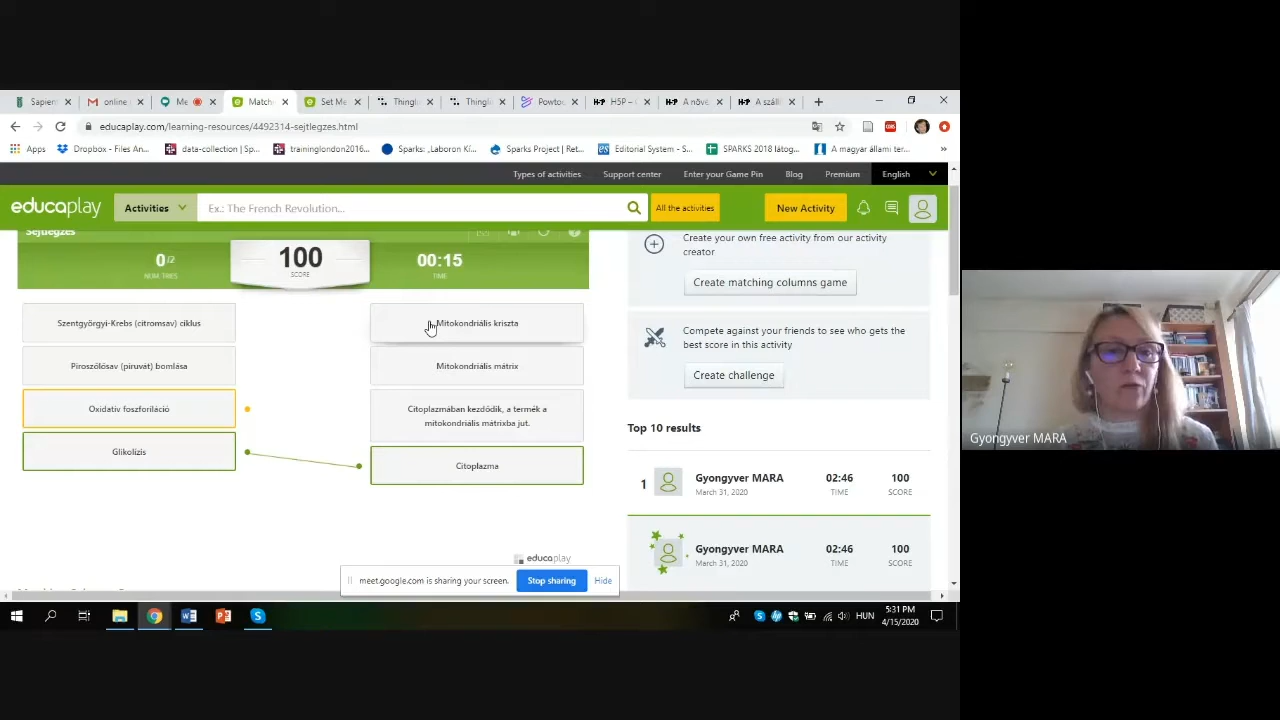 Sapien
online
Me
Match
Set Me
Thingl
Thingl
Powtoo
H5P – C
A növé
A száll
educaplay.com/learning-resources/4492314-sejtlegzes.html
Apps
Dropbox - Files An...
data-collection | Sp...
traininglondon2016...
Sparks: „Laboron Kí...
Sparks Project | Ret...
Editorial System - S...
SPARKS 2018 látog...
A magyar állami ter...
»
Types of activities
Support center
Enter your Game Pin
Blog
Premium
English
educaplay
Activities
Ex.: The French Revolution...
All the activities
New Activity
Sejtlégzés
0/2
NUM TRIES
100
SCORE
00:15
TIME
Szentgyörgyi-Krebs (citromsav) ciklus
Piroszőlősav (piruvát) bomlása
Oxidatív foszforiláció
Glikolízis
Mitokondriális kriszta
Mitokondriális mátrix
Citoplazmában kezdődik, a termék a
mitokondriális mátrixba jut.
Citoplazma
educaplay
Create your own free activity from our activity
creator
Create matching columns game
Compete against your friends to see who gets the
best score in this activity
Create challenge
Top 10 results
1
Gyongyver MARA
March 31, 2020
02:46
TIME
100
SCORE
Gyongyver MARA
March 31, 2020
02:46
TIME
100
SCORE
meet.google.com is sharing your screen.
Stop sharing
Hide
HUN
5:31 PM
4/15/2020
Gyongyver MARA